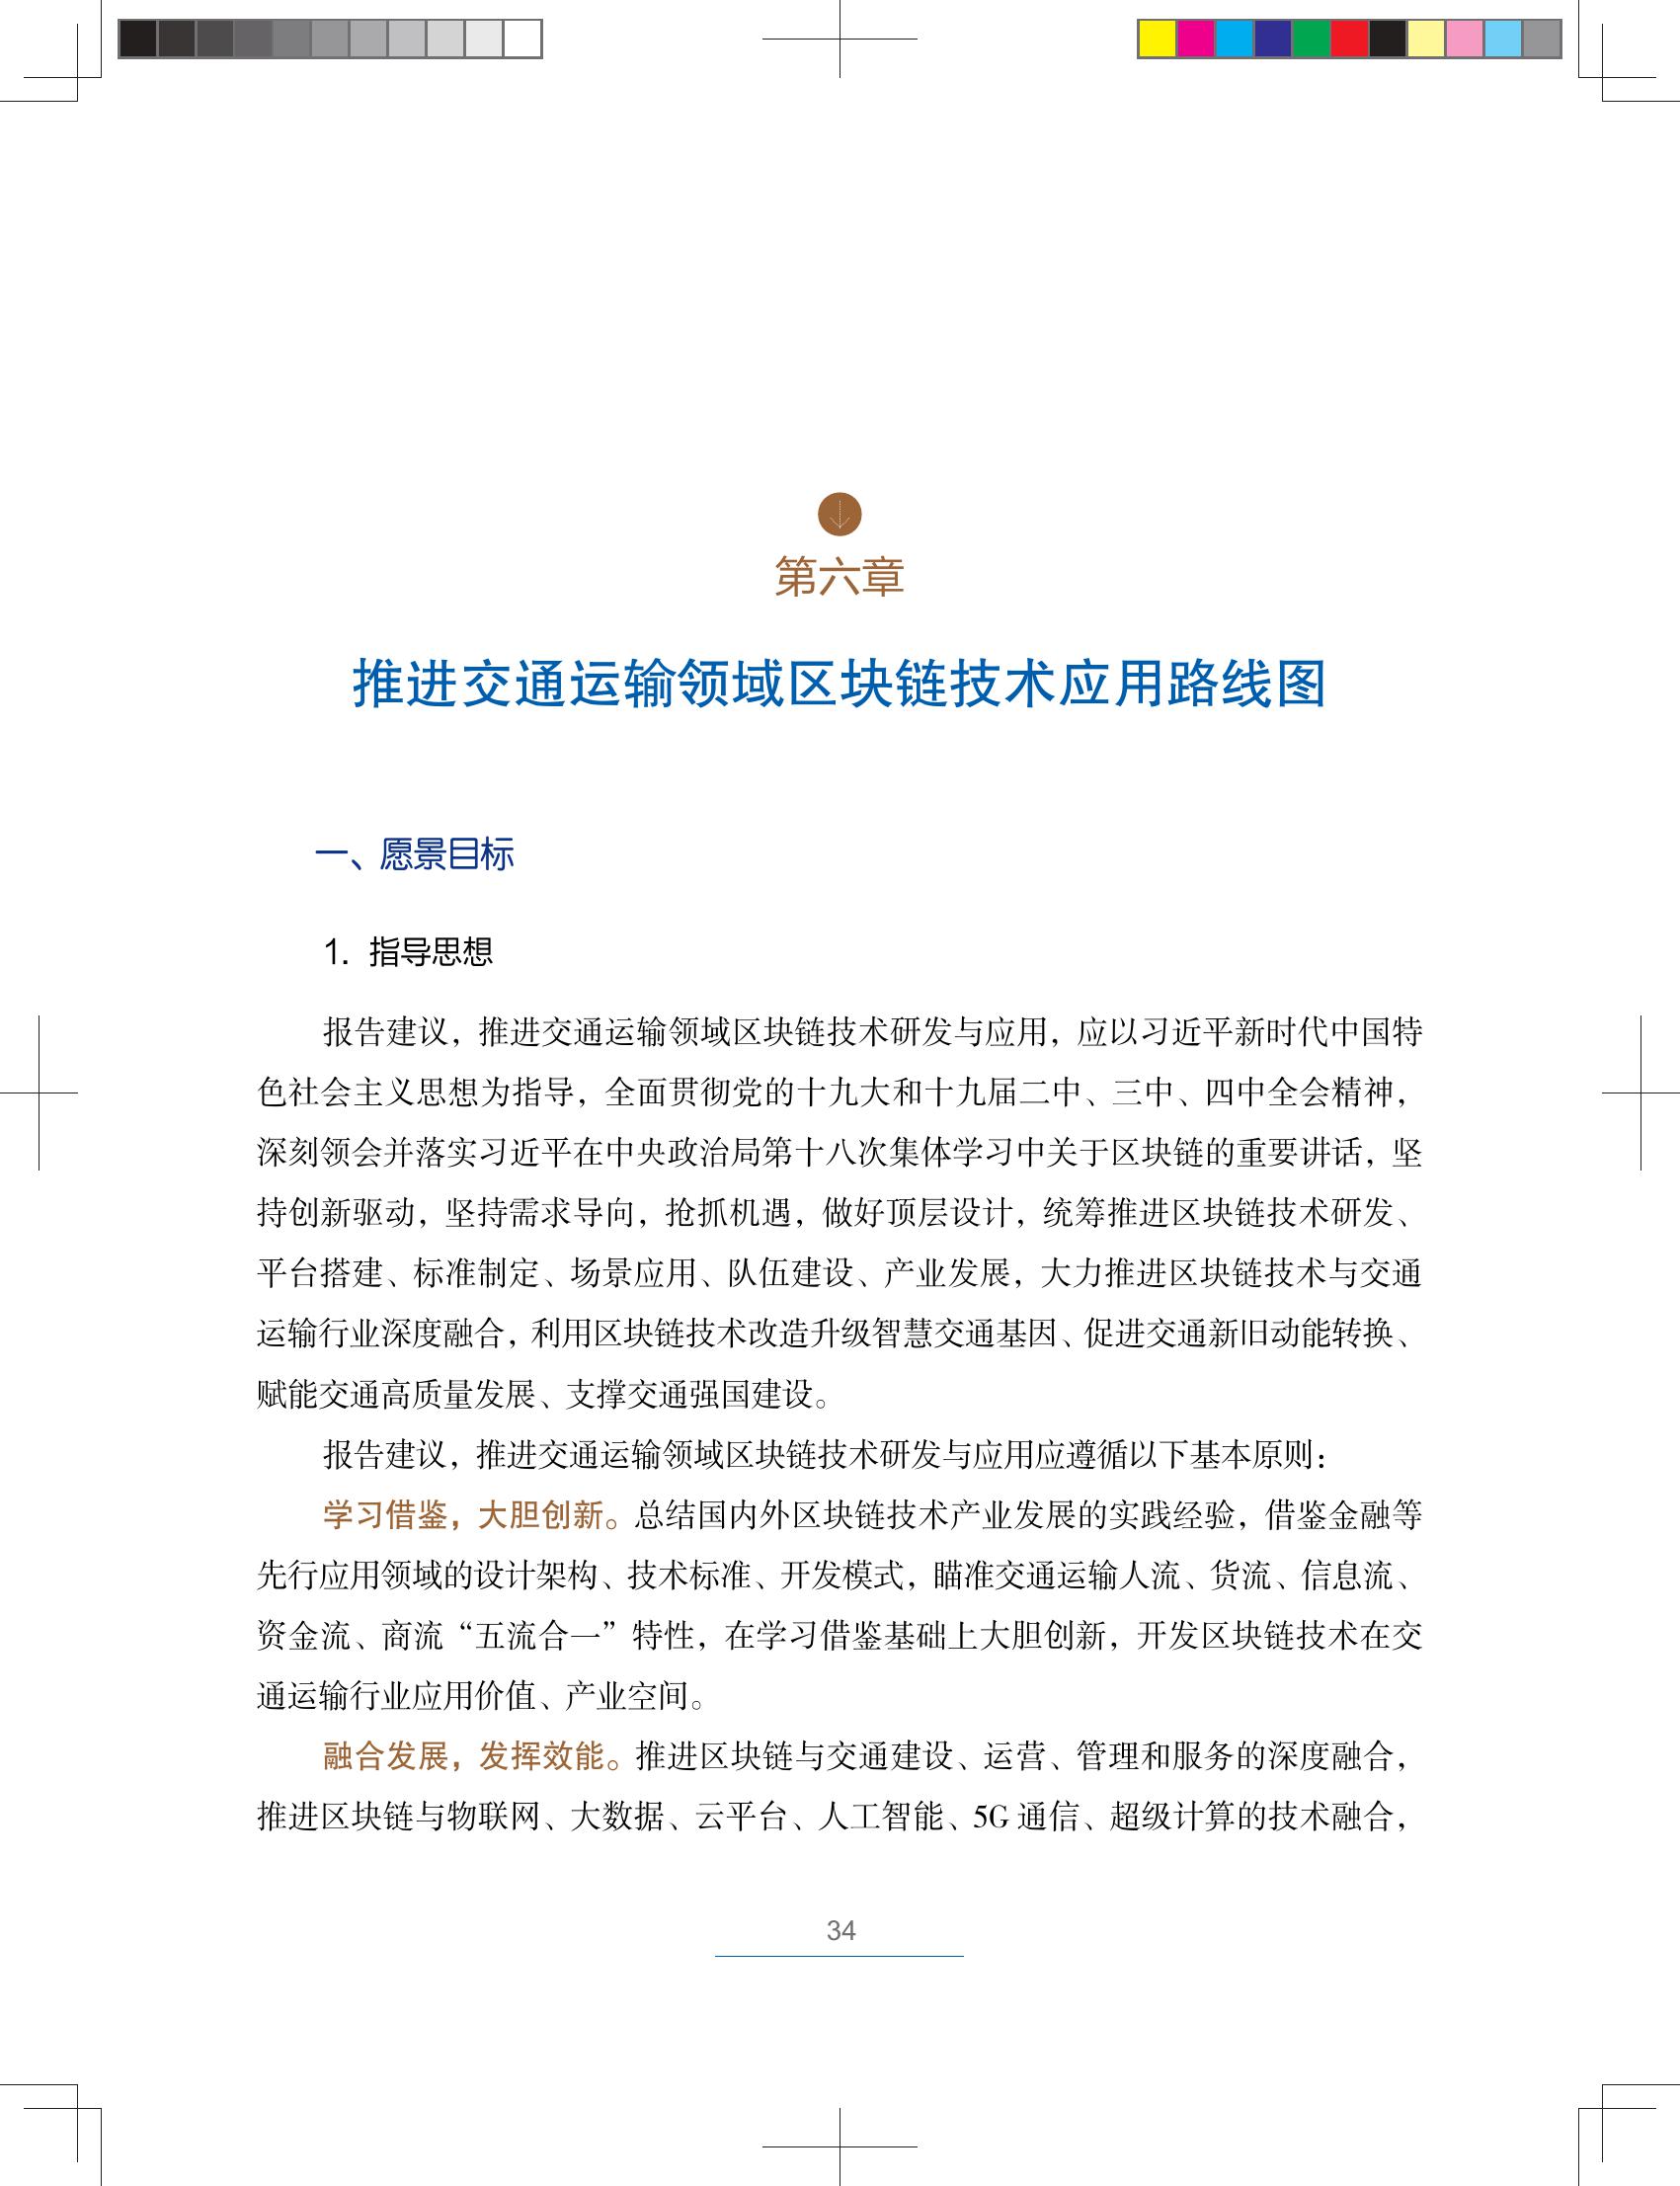 第六章
推进交通运输领域区块链技术应用路线图
一、愿景目标
1. 指导思想
报告建议，推进交通运输领域区块链技术研发与应用，应以习近平新时代中国特
色社会主义思想为指导，全面贯彻党的十九大和十九届二中、三中、四中全会精神，
深刻领会并落实习近平在中央政治局第十八次集体学习中关于区块链的重要讲话，坚
持创新驱动，坚持需求导向，抢抓机遇，做好顶层设计，统筹推进区块链技术研发、
平台搭建、标准制定、场景应用、队伍建设、产业发展，大力推进区块链技术与交通
运输行业深度融合，利用区块链技术改造升级智慧交通基因、促进交通新旧动能转换、
赋能交通高质量发展、支撑交通强国建设。
报告建议，推进交通运输领域区块链技术研发与应用应遵循以下基本原则：
学习借鉴，大胆创新。总结国内外区块链技术产业发展的实践经验，借鉴金融等
先行应用领域的设计架构、技术标准、开发模式，瞄准交通运输人流、货流、信息流、
资金流、商流“五流合一”特性，在学习借鉴基础上大胆创新，开发区块链技术在交
通运输行业应用价值、产业空间。
融合发展，发挥效能。推进区块链与交通建设、运营、管理和服务的深度融合，
推进区块链与物联网、大数据、云平台、人工智能、5G 通信、超级计算的技术融合，
34